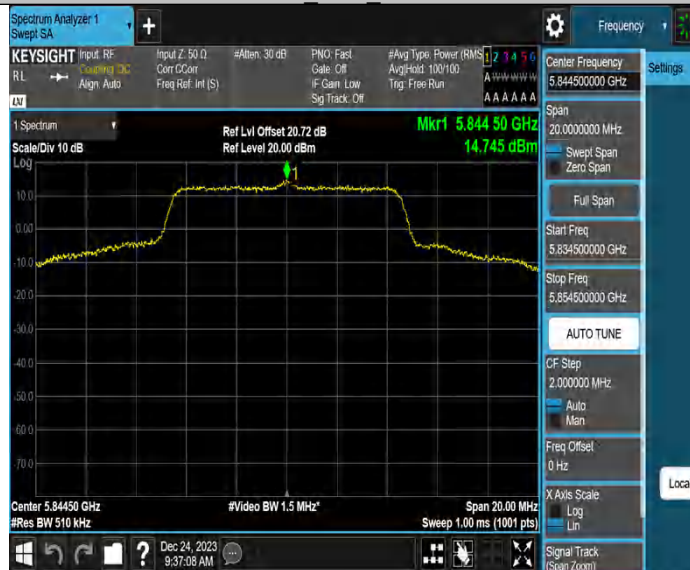 Spectrum Analyzer 1
Swept SA
+
Frequency
KEYSIGHT
RL
Input: RF
Coupling: DC
Align: Auto
Input Z: 50 Ω
Corr CCorr
Freq Ref: Int (S)
#Atten: 30 dB
PNO: Fast
Gate: Off
IF Gain: Low
Sig Track: Off
#Avg Type: Power (RMS
Avg|Hold: 100/100
Trig: Free Run
1 2 3 4 5 6
A W W W W W
A A A A A A
LXI
1 Spectrum
Scale/Div 10 dB
Log
Ref Lvl Offset 20.72 dB
Ref Level 20.00 dBm
Mkr1 5.844 50 GHz
14.745 dBm
1
10.0
0.00
-10.0
-20.0
-30.0
-40.0
-50.0
-60.0
-70.0
Center 5.84450 GHz
#Res BW 510 kHz
#Video BW 1.5 MHz*
Span 20.00 MHz
Sweep 1.00 ms (1001 pts)
?
Dec 24, 2023
9:37:08 AM
Center Frequency
5.844500000 GHz
Settings
Span
20.0000000 MHz
Swept Span
Zero Span
Full Span
Start Freq
5.834500000 GHz
Stop Freq
5.854500000 GHz
AUTO TUNE
CF Step
2.000000 MHz
Auto
Man
Freq Offset
0 Hz
Loca
X Axis Scale
Log
Lin
Signal Track
(Span Zoom)